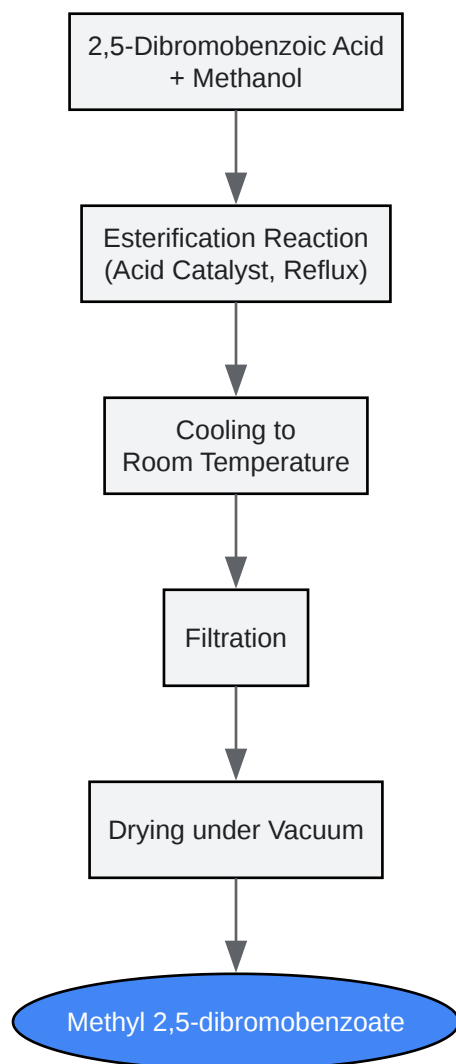 2,5-Dibromobenzoic Acid
+ Methanol
Esterification Reaction
(Acid Catalyst, Reflux)
Cooling to
Room Temperature
Filtration
Drying under Vacuum
Methyl 2,5-dibromobenzoate